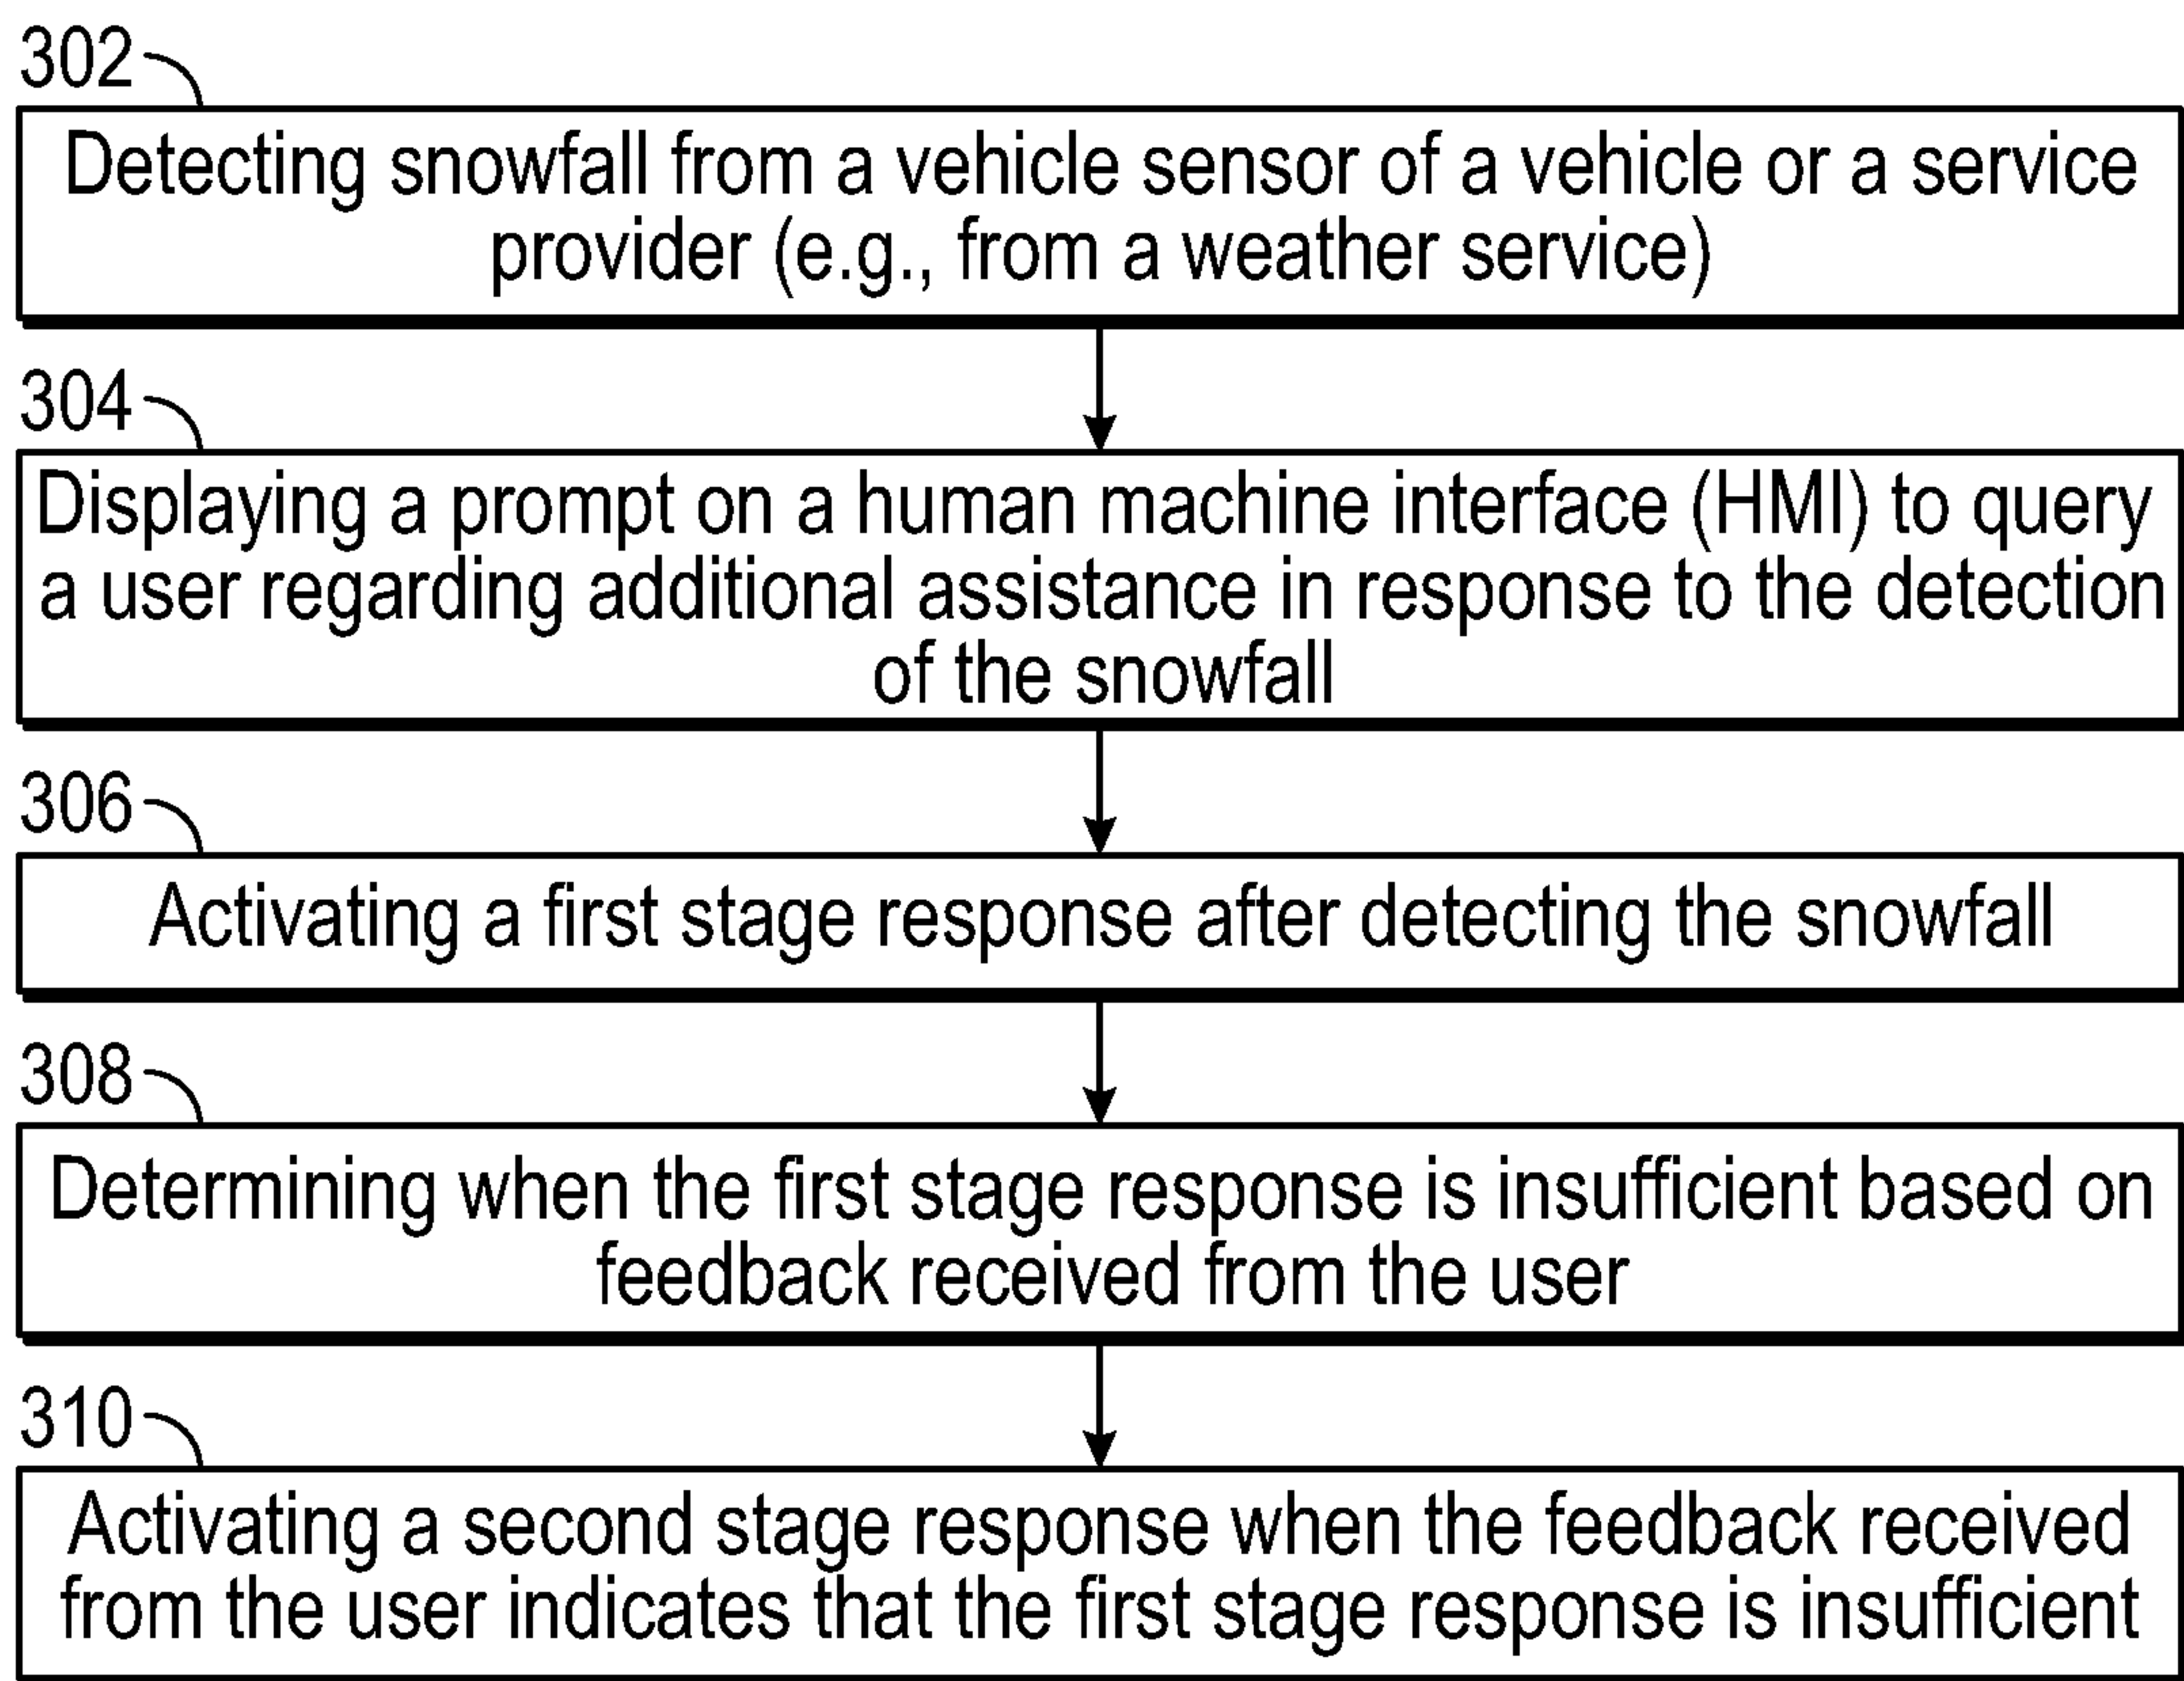 302
Detecting snowfall from a vehicle sensor of a vehicle or a service
provider (e.g., from a weather service)
304
Displaying a prompt on a human machine interface (HMI) to query
a user regarding additional assistance in response to the detection
of the snowfall
306
Activating a first stage response after detecting the snowfall
308
Determining when the first stage response is insufficient based on
feedback received from the user
310
Activating a second stage response when the feedback received
from the user indicates that the first stage response is insufficient